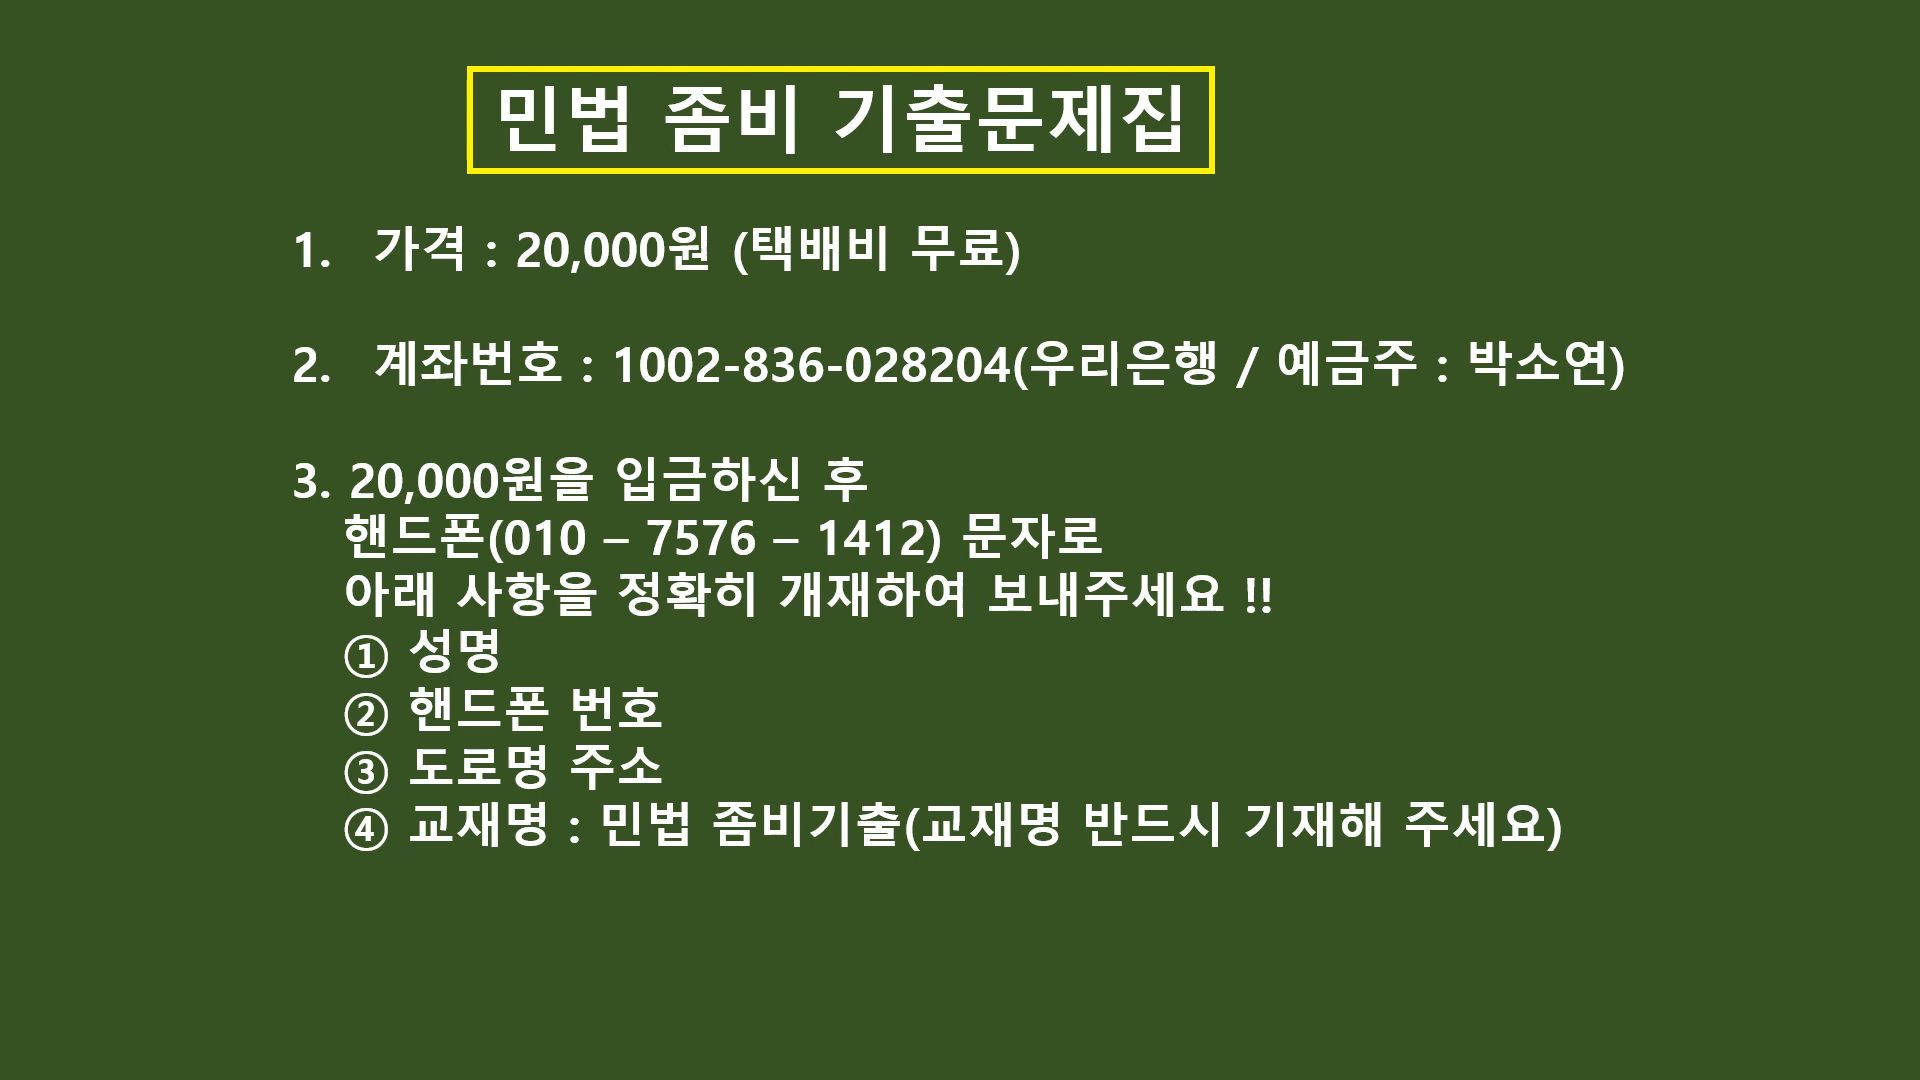 민법 좀비 기출문제집
1. 가격 : 20,000원 (택배비 무료)
2. 계좌번호 : 1002-836-028204(우리은행 / 예금주 : 박소연)
3. 20,000원을 입금하신 후
핸드폰(010 – 7576 – 1412) 문자로
아래 사항을 정확히 개재하여 보내주세요 !!
① 성명
② 핸드폰 번호
③ 도로명 주소
④ 교재명 : 민법 좀비기출(교재명 반드시 기재해 주세요)